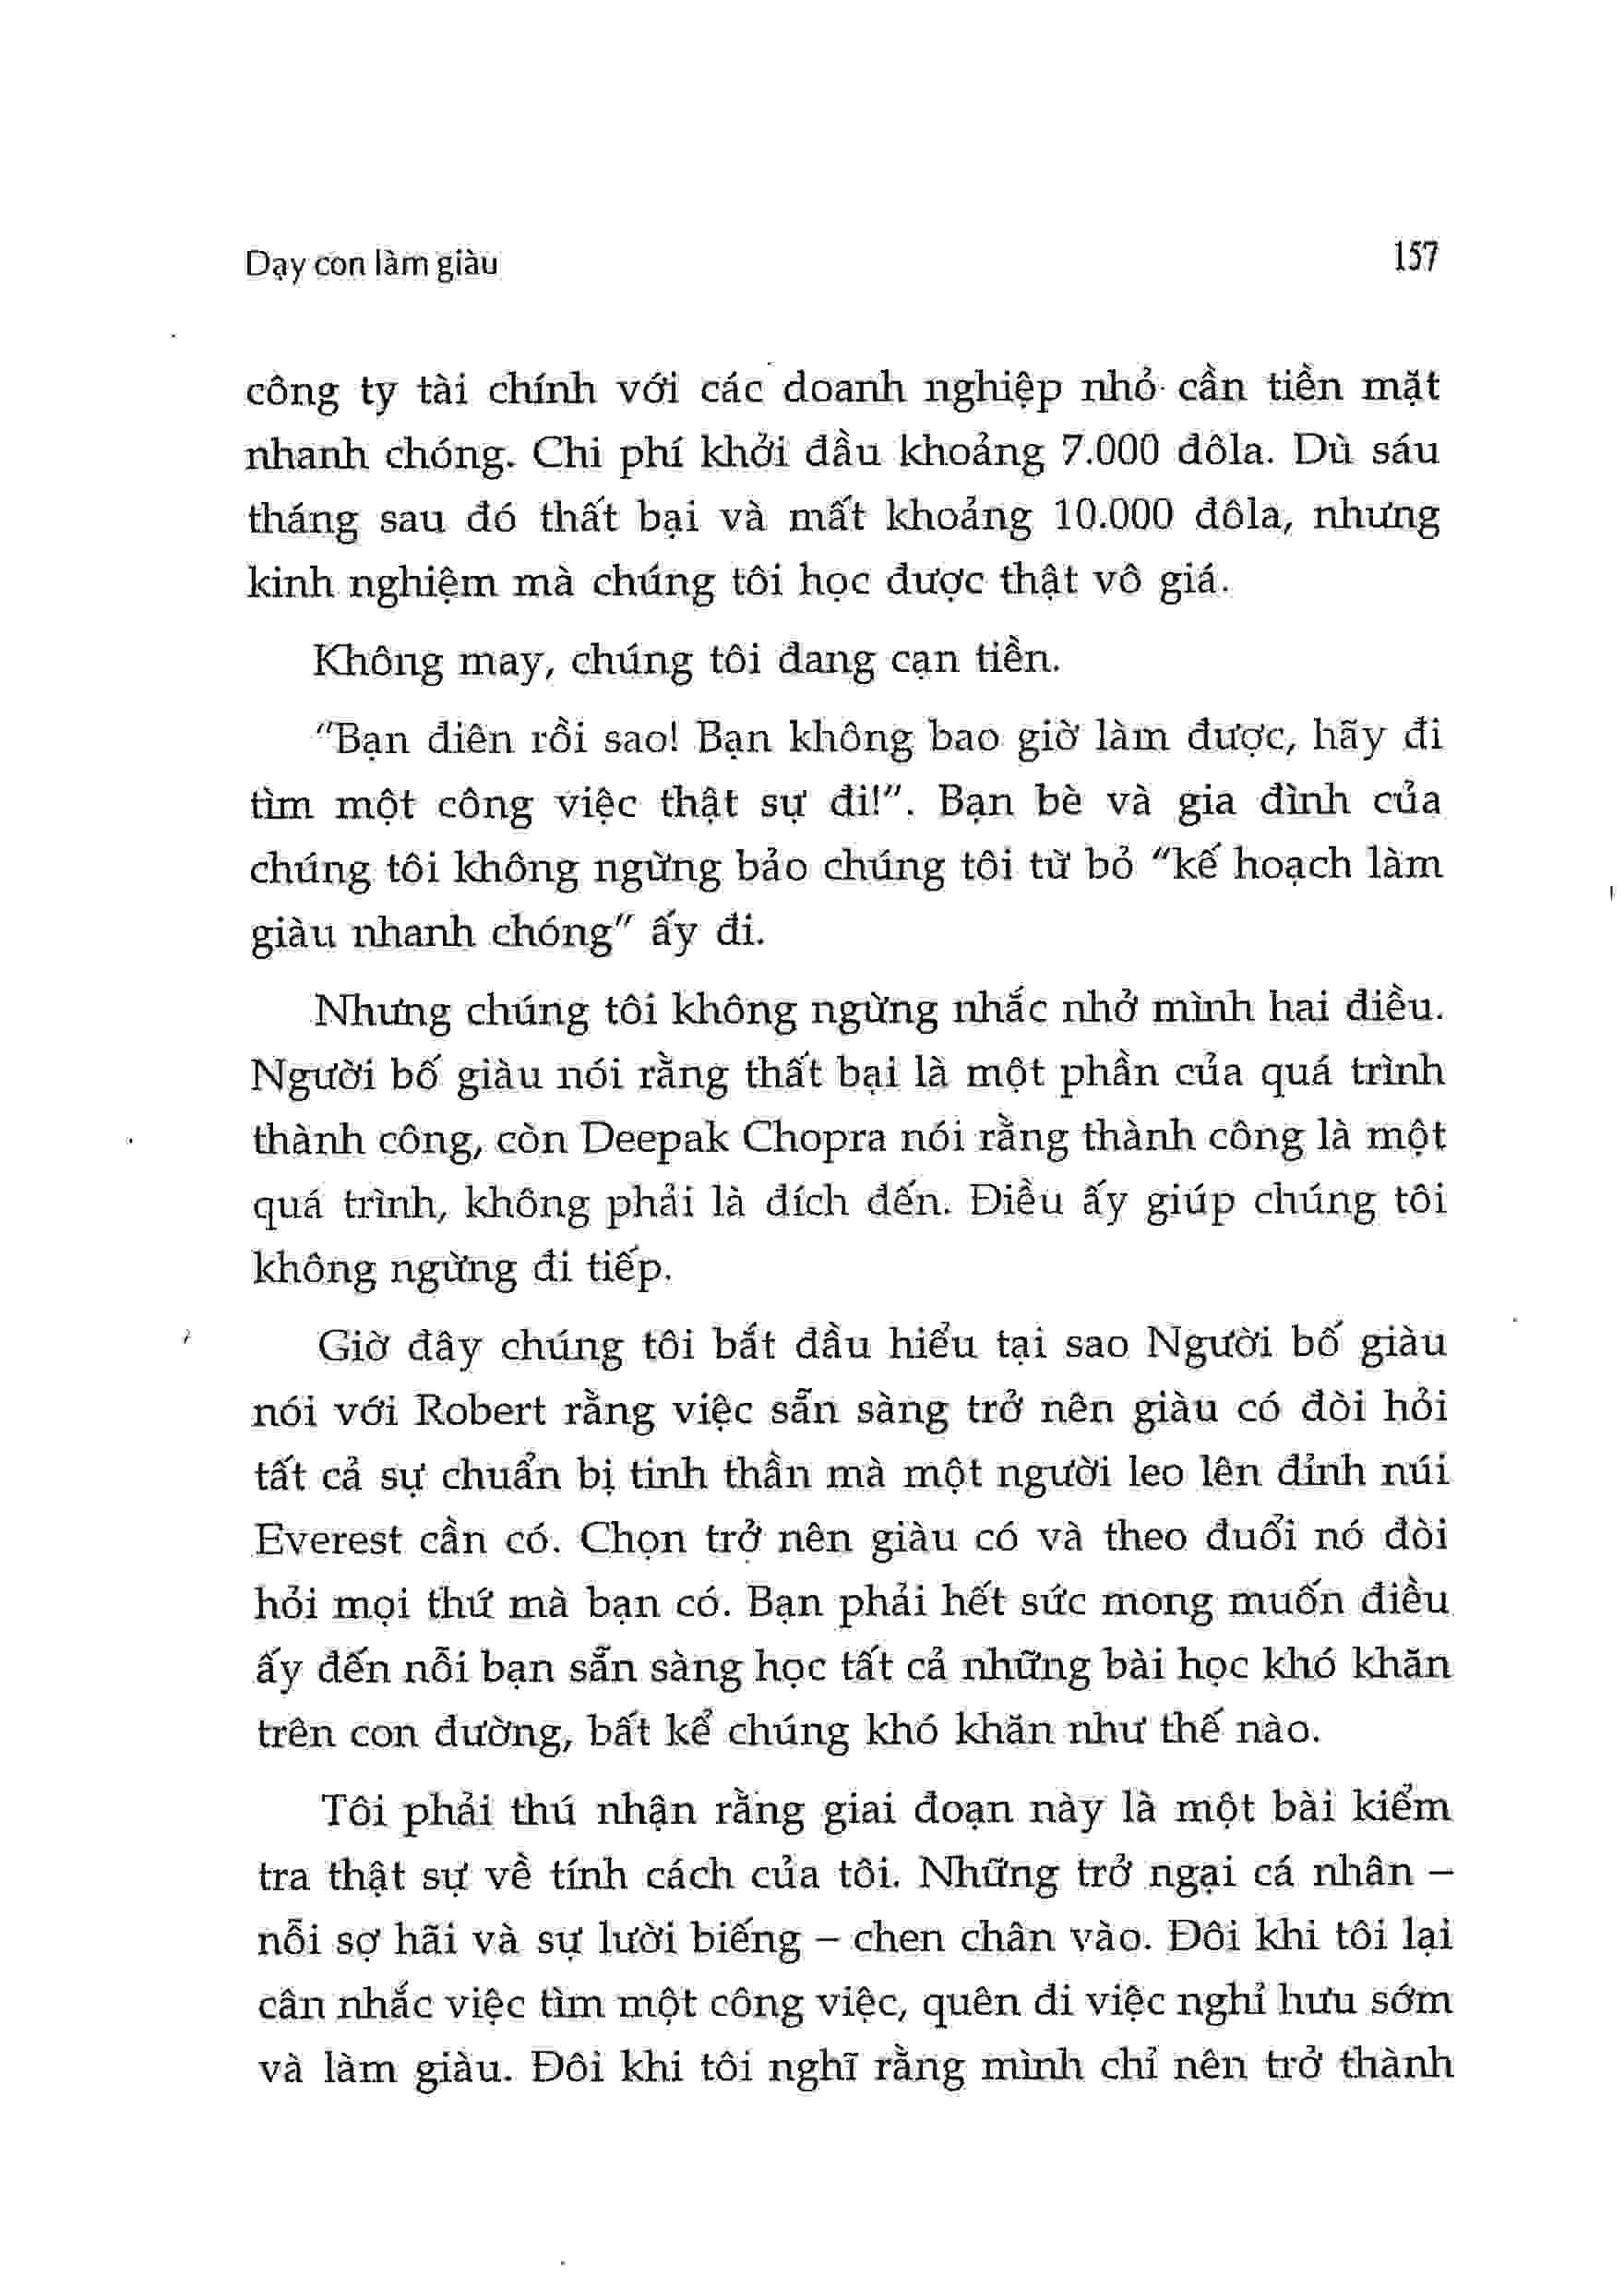 Dạy con làm giàu 157
công ty tài chính với các doanh nghiệp nhỏ cần tiền mặt
nhanh chóng. Chi phí khởi đầu khoảng 7.000 đôla. Dù sáu
tháng sau đó thất bại và mất khoảng 10.000 đôla, nhưng
kinh nghiệm mà chúng tôi học được thật vô giá.
Không may, chúng tôi đang cạn tiền.
“Bạn điên rồi sao! Bạn không bao giờ làm được, hãy đi
tìm một công việc thật sự đi!”. Bạn bè và gia đình của
chúng tôi không ngừng bảo chúng tôi từ bỏ “kế hoạch làm
giàu nhanh chóng” ấy đi.
Nhưng chúng tôi không ngừng nhắc nhở mình hai điều.
Người bố giàu nói rằng thất bại là một phần của quá trình
thành công, còn Deepak Chopra nói rằng thành công là một
quá trình, không phải là đích đến. Điều ấy giúp chúng tôi
không ngừng đi tiếp.
Giờ đây chúng tôi bắt đầu hiểu tại sao Người bố giàu
nói với Robert rằng việc sẵn sàng trở nên giàu có đòi hỏi
tất cả sự chuẩn bị tinh thần mà một người leo lên đỉnh núi
Everest cần có. Chọn trở nên giàu có và theo đuổi nó đòi
hỏi mọi thứ mà bạn có. Bạn phải hết sức mong muốn điều
ấy đến nỗi bạn sẵn sàng học tất cả những bài học khó khăn
trên con đường, bất kể chúng khó khăn như thế nào.
Tôi phải thú nhận rằng giai đoạn này là một bài kiểm
tra thật sự về tính cách của tôi. Những trở ngại cá nhân –
nỗi sợ hãi và sự lười biếng – chen chân vào. Đôi khi tôi lại
cân nhắc việc tìm một công việc, quên đi việc nghỉ hưu sớm
và làm giàu. Đôi khi tôi nghĩ rằng mình chỉ nên trở thành